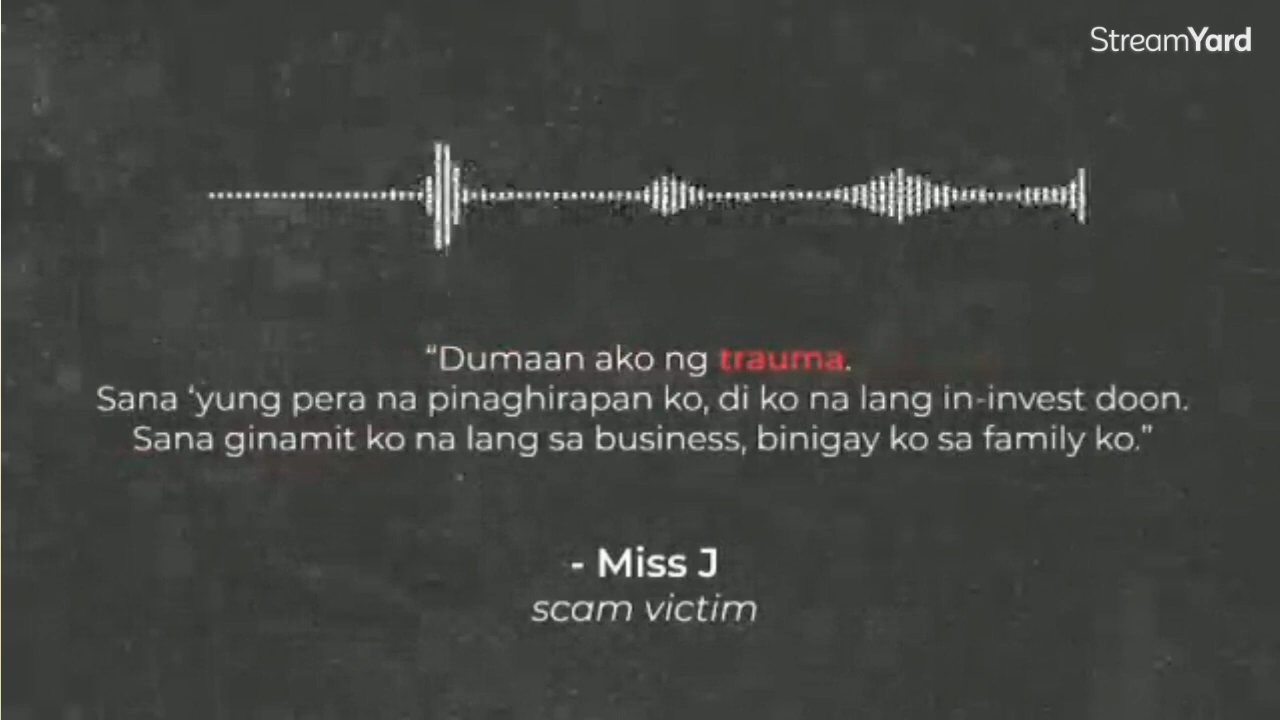 StreamYard
“Dumaan ako ng trauma.
Sana ‘yung pera na pinaghirapan ko, di ko na lang in-invest doon.
Sana ginamit ko na lang sa business, binigay ko sa family ko.”
- Miss J
scam victim